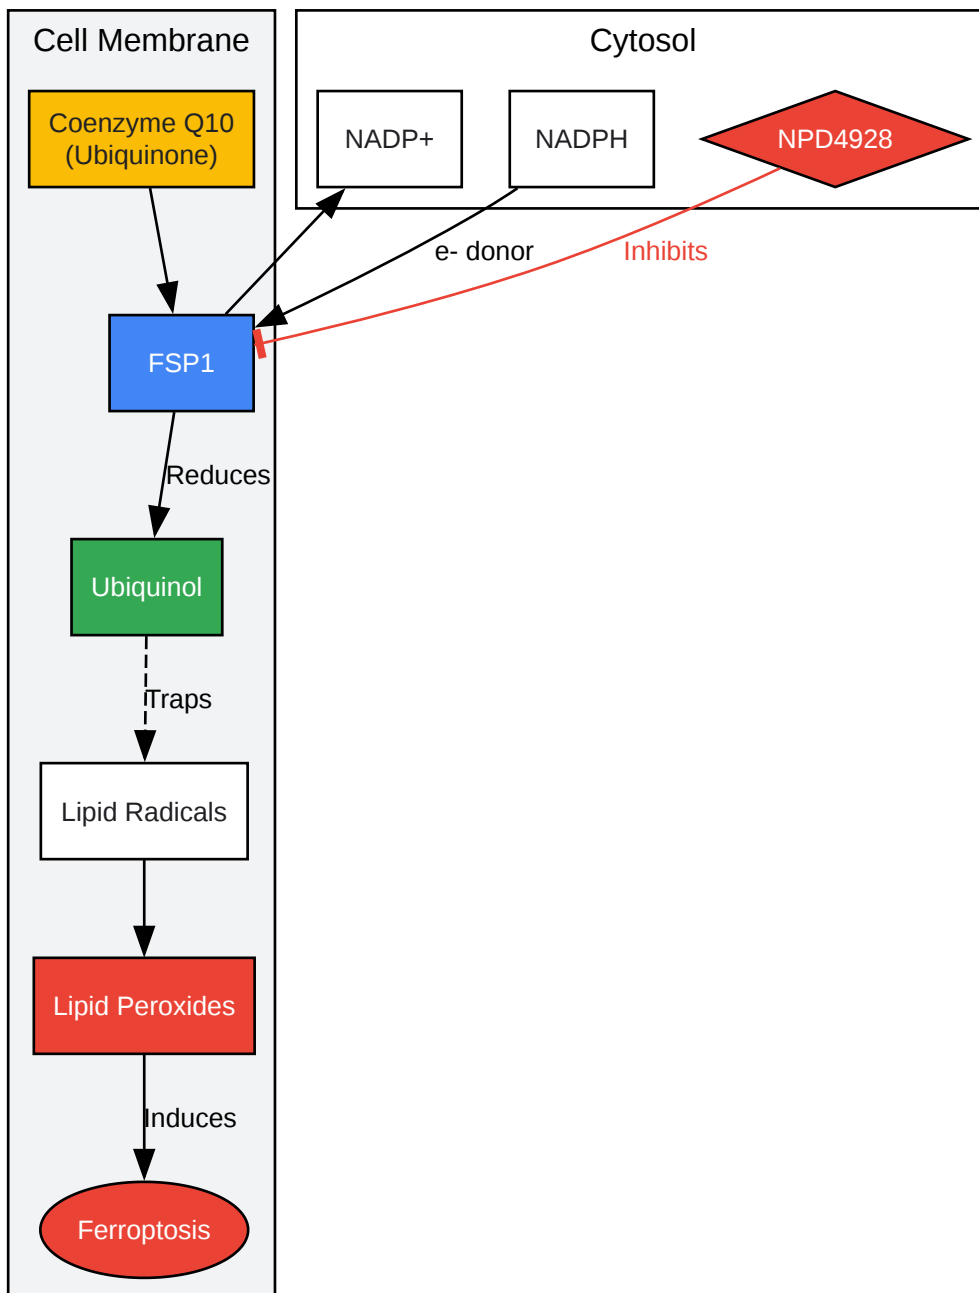 Cell Membrane
Cytosol
Coenzyme Q10
(Ubiquinone)
NADP+
NADPH
NPD4928
e- donor
Inhibits
FSP1
Reduces
Ubiquinol
Traps
Lipid Radicals
Lipid Peroxides
Induces
Ferroptosis